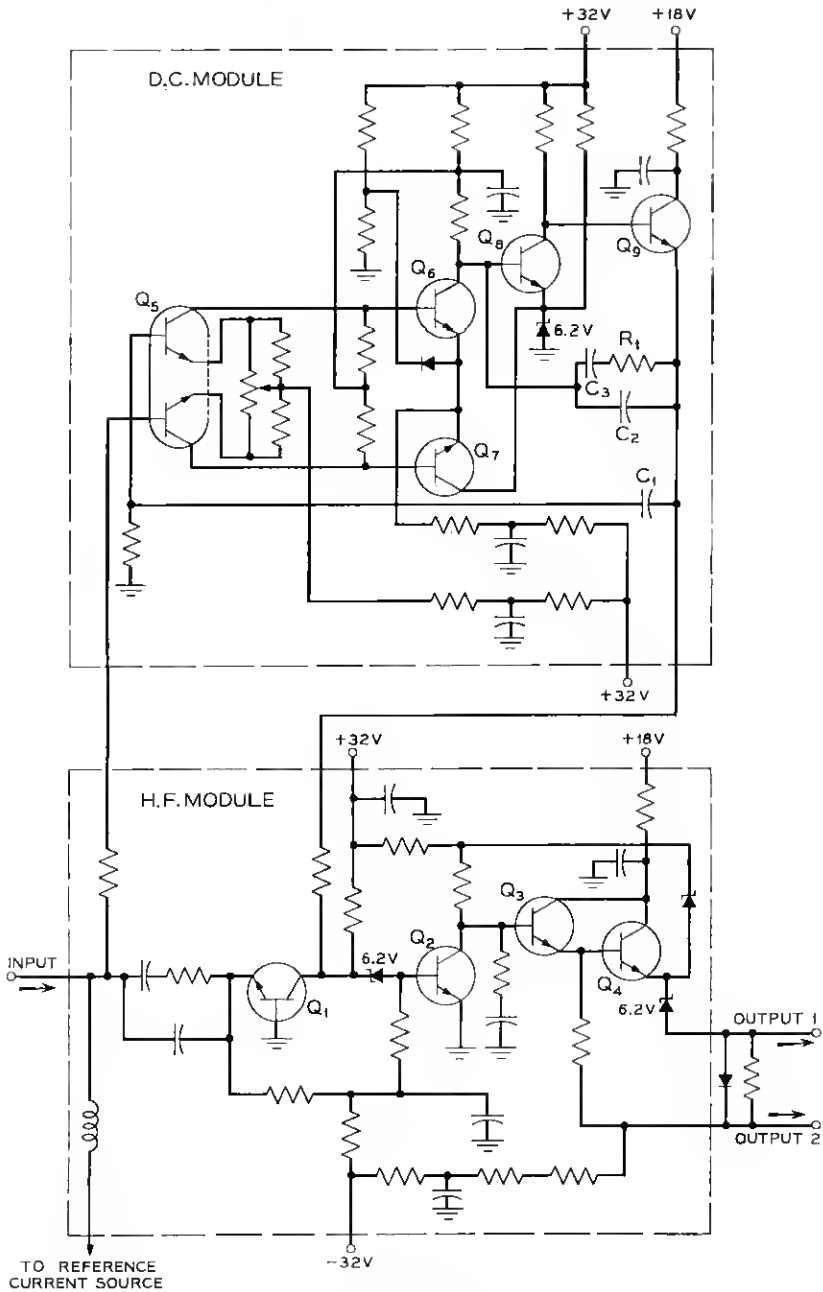 +32V
+18V
D.C. MODULE
Q5
Q6
Q8
Q9
6.2V
R1
C3
C2
Q7
C1
+32V
+32V
+18V
H.F. MODULE
Q3
Q2
6.2V
Q4
INPUT
Q1
6.2V
OUTPUT 1
OUTPUT 2
-32V
TO REFERENCE
CURRENT SOURCE